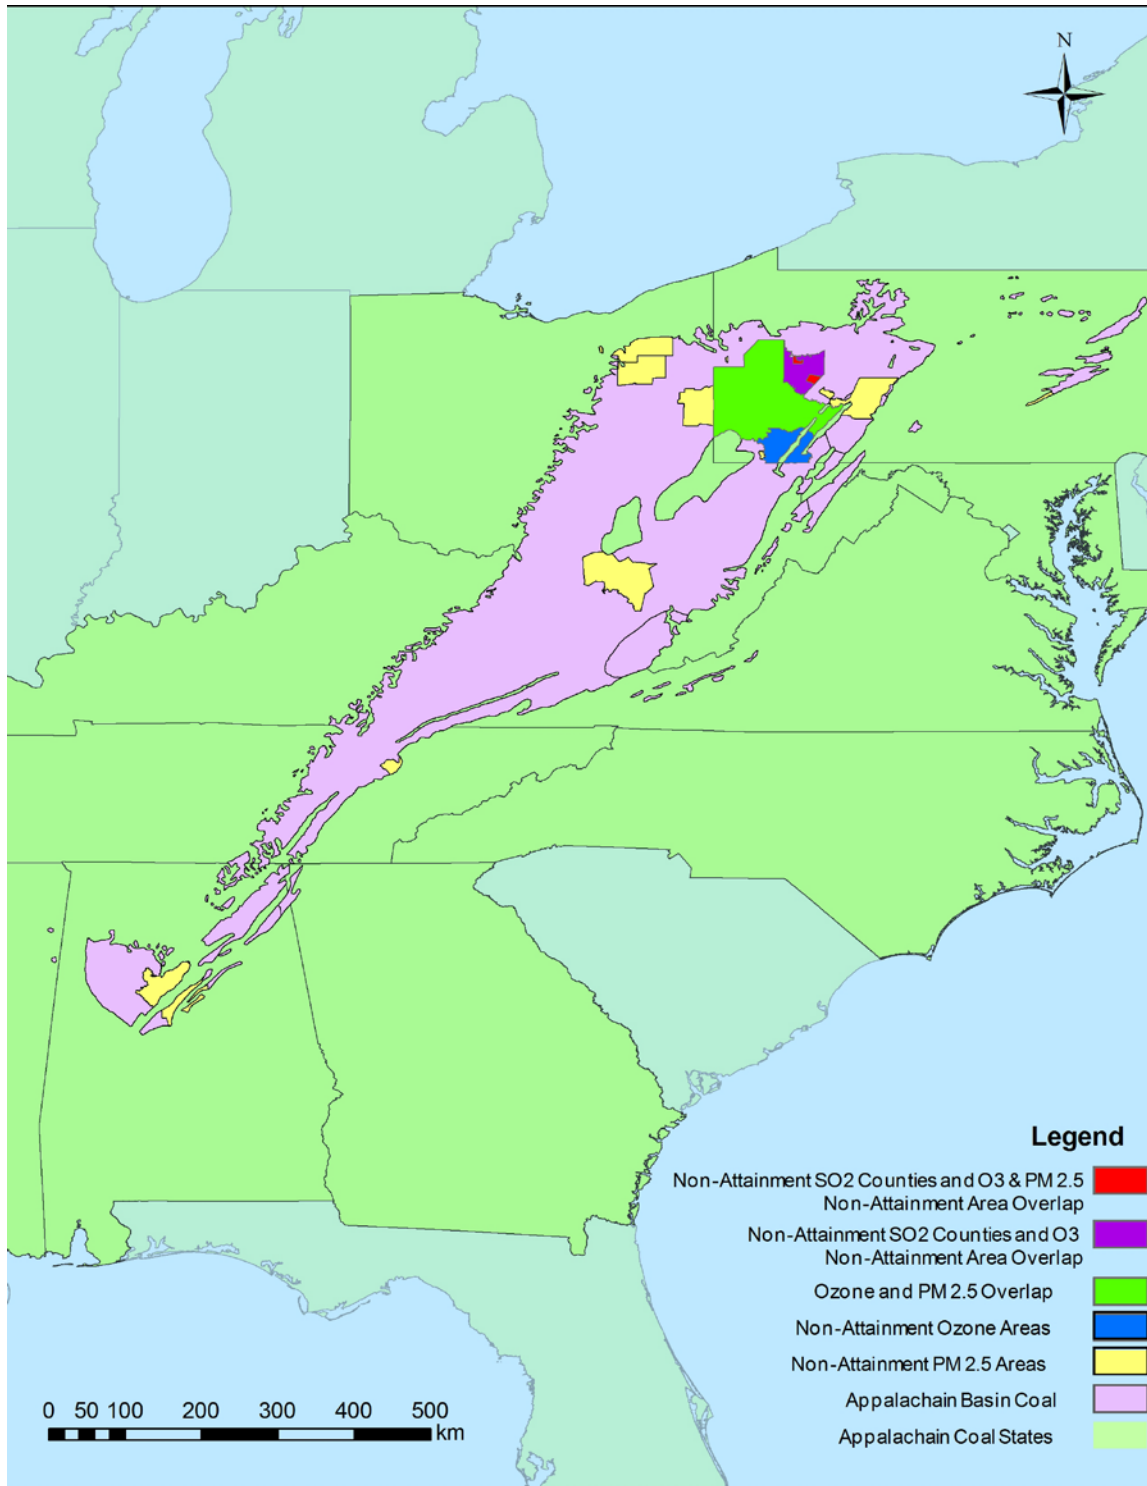 N
Legend
Non-Attainment SO2 Counties and O3 & PM 2.5
Non-Attainment Area Overlap
Non-Attainment SO2 Counties and O3
Non-Attainment Area Overlap
Ozone and PM 2.5 Overlap
Non-Attainment Ozone Areas
Non-Attainment PM 2.5 Areas
Appalachain Basin Coal
Appalachain Coal States
0 50 100 200 300 400 500
km